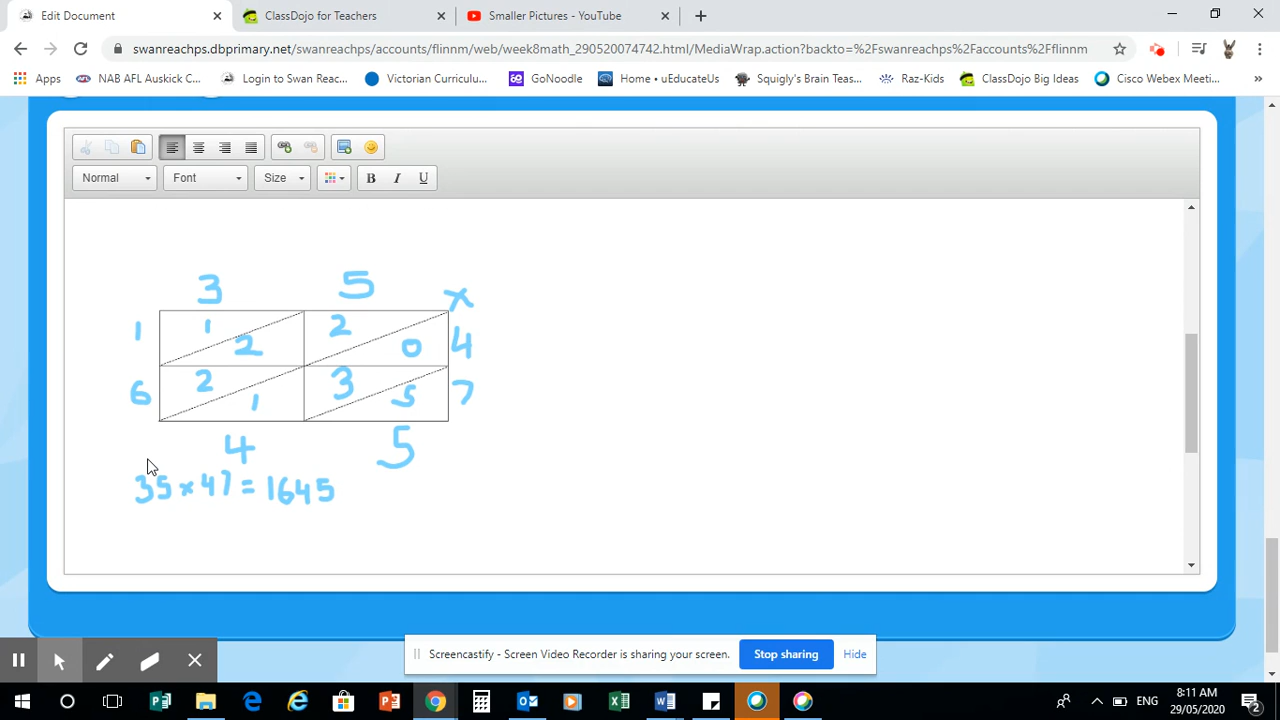 Edit Document
ClassDojo for Teachers
Smaller Pictures - YouTube
swanreachps.dbprimary.net/swanreachps/accounts/flinnm/web/week8math_290520074742.html/MediaWrap.action?backto=%2Fswanreachps%2Faccounts%2Fflinnm
Apps NAB AFL Auskick C... Login to Swan Reac... Victorian Curriculu... GoNoodle Home • uEducateUs Squigly's Brain Teas... Raz-Kids ClassDojo Big Ideas Cisco Webex Meeti... »
Normal Font Size B I U
3 5 x
1 1 2 2 0 4
6 2 1 3 5 7
4 5
35 x 47 = 1645
Screencastify - Screen Video Recorder is sharing your screen. Stop sharing Hide
ENG
8:11 AM
29/05/2020
2